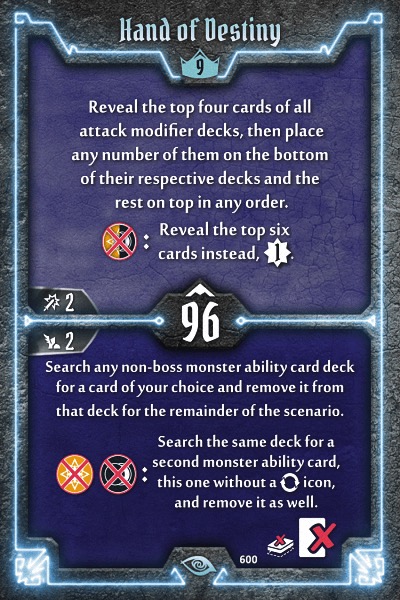 Hand of Destiny
9
Reveal the top four cards of all
attack modifier decks, then place
any number of them on the bottom
of their respective decks and the
rest on top in any order.
: Reveal the top six
cards instead, 1.
2
96
2
Search any non-boss monster ability card deck
for a card of your choice and remove it from
that deck for the remainder of the scenario.
: Search the same deck for a
second monster ability card,
this one without a icon,
and remove it as well.
600